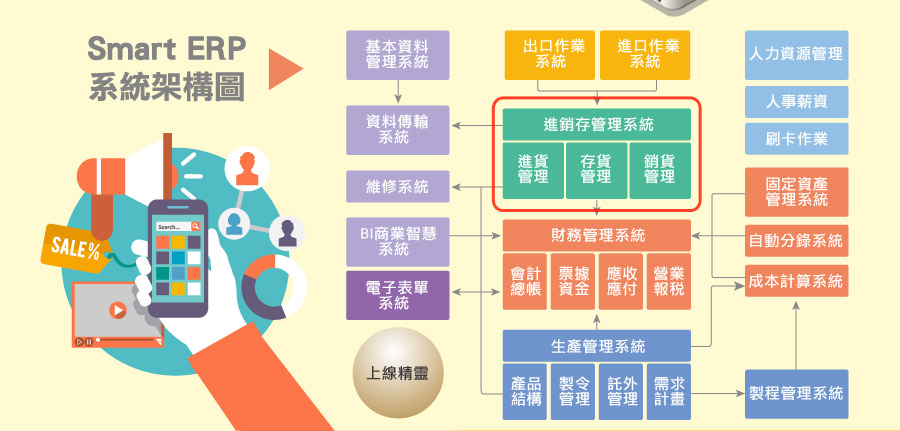 Smart ERP
系統架構圖
Search...
SALE%
基本資料
管理系統
資料傳輸
系統
維修系統
BI商業智慧
系統
電子表單
系統
上線精靈
出口作業
系統
進口作業
系統
進銷存管理系統
進貨
管理
存貨
管理
銷貨
管理
財務管理系統
會計
總帳
票據
資金
應收
應付
營業
報稅
生產管理系統
產品
結構
製令
管理
託外
管理
需求
計畫
人力資源管理
人事薪資
刷卡作業
固定資產
管理系統
自動分錄系統
成本計算系統
製程管理系統